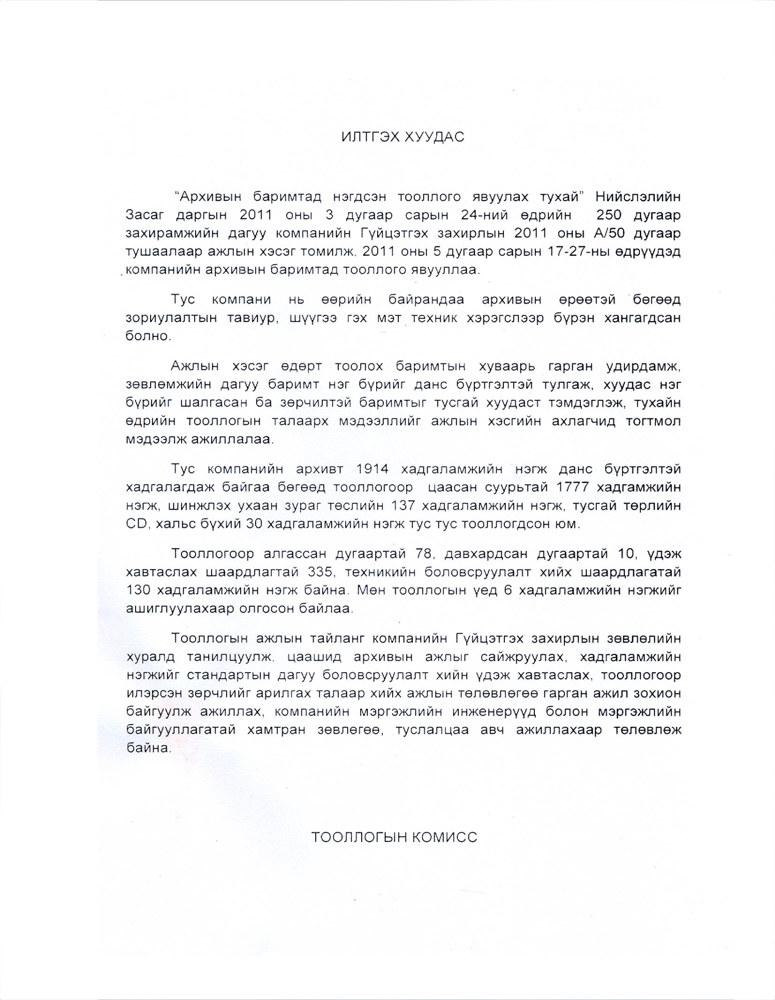 ИЛТГЭХ ХУУДАС
“Архивын баримтад нэгдсэн тооллого явуулах тухай” Нийслэлийн
Засаг даргын 2011 оны 3 дугаар сарын 24-ний өдрийн 250 дугаар
захирамжийн дагуу компанийн Гүйцэтгэх захирлын 2011 оны А/50 дугаар
тушаалаар ажлын хэсэг томилж, 2011 оны 5 дугаар сарын 17-27-ны өдрүүдэд
компанийн архивын баримтад тооллого явууллаа.
Тус компани нь өөрийн байрандаа архивын өрөөтэй бөгөөд
зориулалтын тавиур, шүүгээ гэх мэт техник хэрэгслээр бүрэн хангагдсан
болно.
Ажлын хэсэг өдөрт тоолох баримтын хуваарь гарган удирдамж,
зөвлөмжийн дагуу баримт нэг бүрийг данс бүртгэлтэй тулгаж, хуудас нэг
бүрийг шалгасан ба зөрчилтэй баримтыг тусгай хуудаст тэмдэглэж, тухайн
өдрийн тооллогын талаарх мэдээллийг ажлын хэсгийн ахлагчид тогтмол
мэдээлж ажиллалаа.
Тус компанийн архивт 1914 хадгаламжийн нэгж данс бүртгэлтэй
хадгалагдаж байгаа бөгөөд тооллогоор цаасан суурьтай 1777 хадгамжийн
нэгж, шинжлэх ухаан зураг төслийн 137 хадгаламжийн нэгж, тусгай төрлийн
CD, хальс бүхий 30 хадгаламжийн нэгж тус тус тооллогдсон юм.
Тооллогоор алгассан дугаартай 78, давхардсан дугаартай 10, үдэж
хавтаслах шаардлагтай 335, техникийн боловсруулалт хийх шаардлагатай
130 хадгаламжийн нэгж байна. Мөн тооллогын үед 6 хадгаламжийн нэгжийг
ашиглуулахаар олгосон байлаа.
Тооллогын ажлын тайланг компанийн Гүйцэтгэх захирлын зөвлөлийн
хуралд танилцуулж, цаашид архивын ажлыг сайжруулах, хадгаламжийн
нэгжийг стандартын дагуу боловсруулалт хийн үдэж хавтаслах, тооллогоор
илэрсэн зөрчлийг арилгах талаар хийх ажлын төлөвлөгөө гарган ажил зохион
байгуулж ажиллах, компанийн мэргэжлийн инженерүүд болон мэргэжлийн
байгууллагатай хамтран зөвлөгөө, туслалцаа авч ажиллахаар төлөвлөж
байна.
ТООЛЛОГЫН КОМИСС